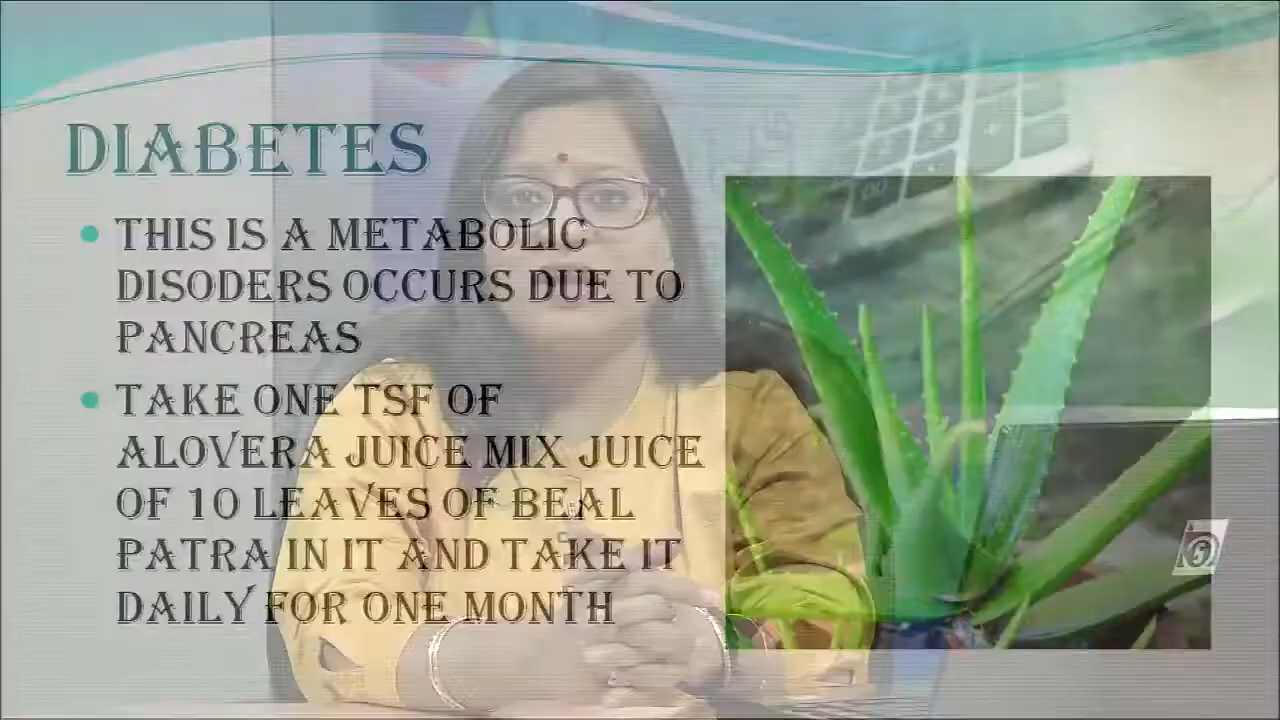 DIABETES
THIS IS A METABOLIC
DISODERS OCCURS DUE TO
PANCREAS
TAKE ONE TSF OF
ALOVERA JUICE MIX JUICE
OF 10 LEAVES OF BEAL
PATRA IN IT AND TAKE IT
DAILY FOR ONE MONTH